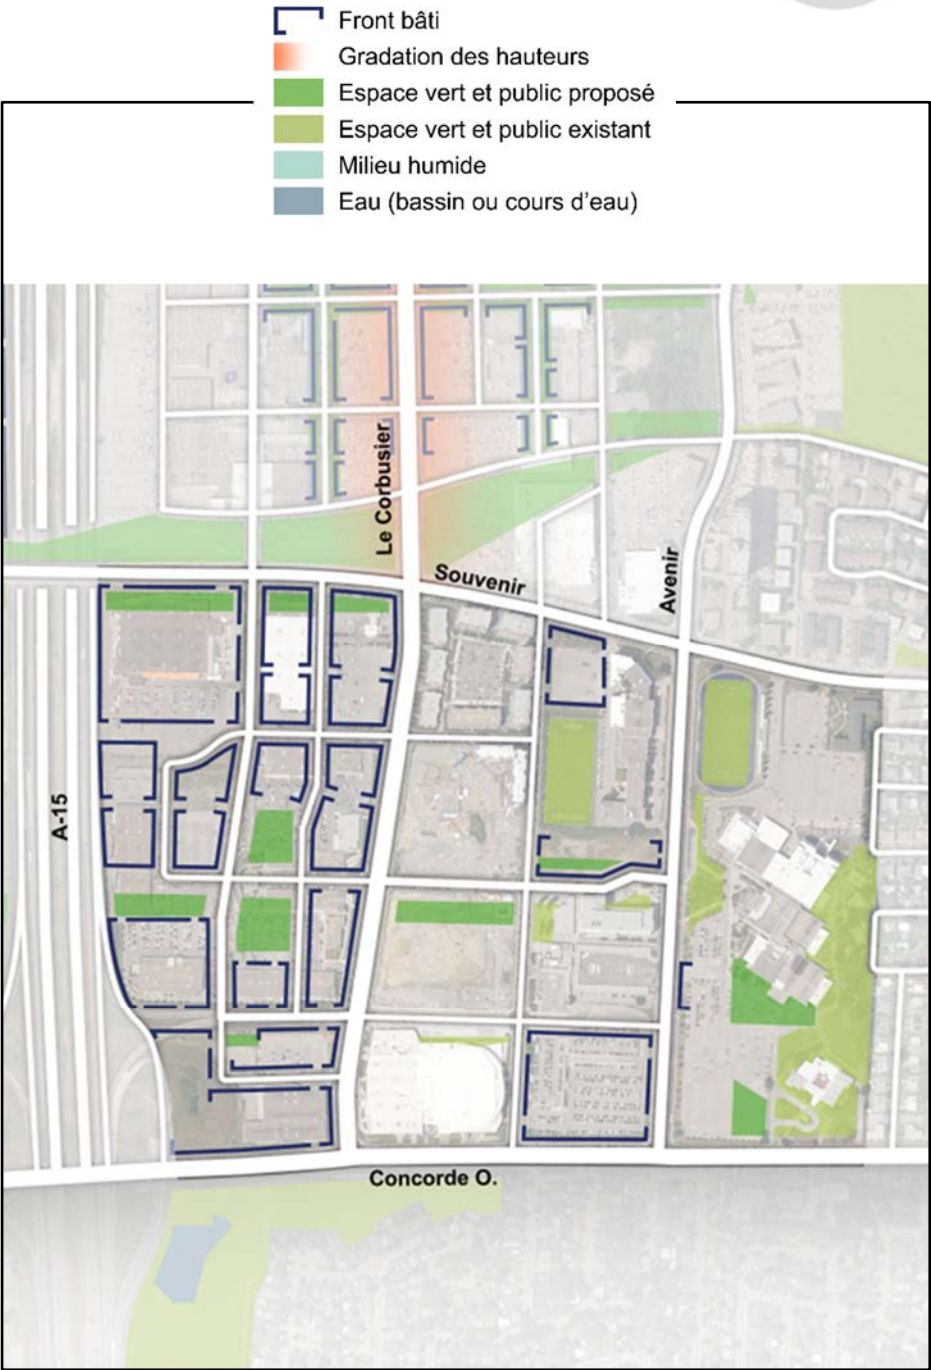 Front bâti
Gradation des hauteurs
Espace vert et public proposé
Espace vert et public existant
Milieu humide
Eau (bassin ou cours d'eau)
Le Corbusier
Souvenir
Avenir
A-15
Concorde O.